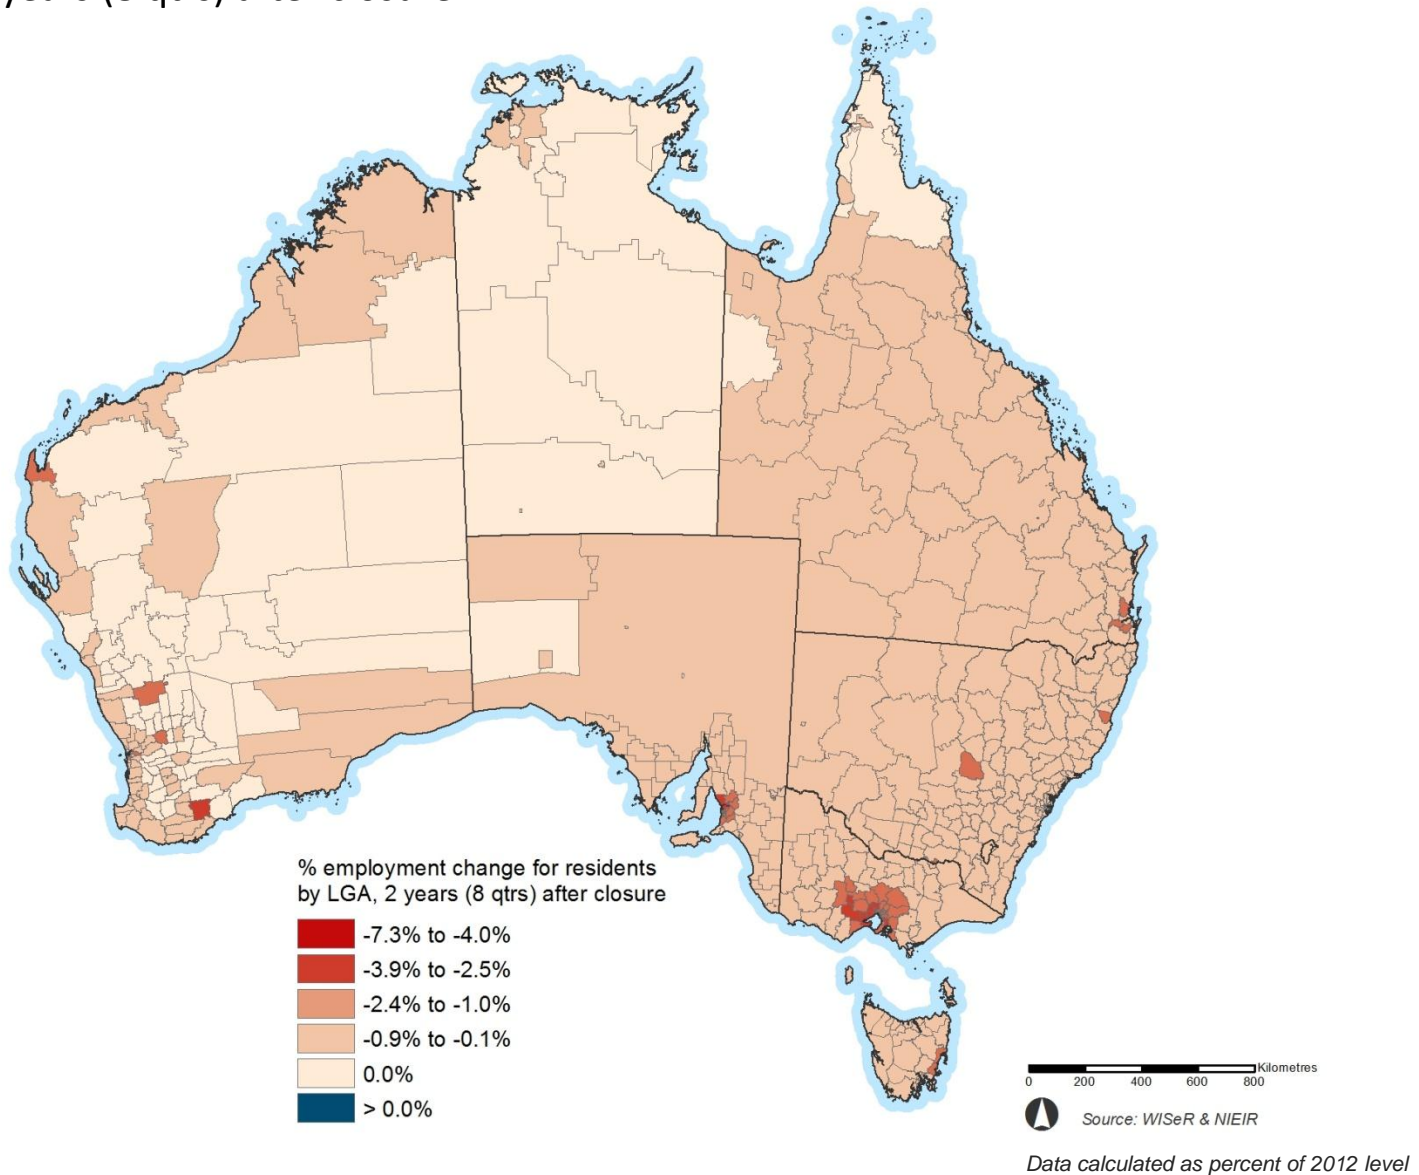 % employment change for residents
by LGA, 2 years (8 qtrs) after closure
-7.3% to -4.0%
-3.9% to -2.5%
-2.4% to -1.0%
-0.9% to -0.1%
0.0%
> 0.0%
Kilometres
0 200 400 600 800
Source: WISeR & NIEIR
Data calculated as percent of 2012 level